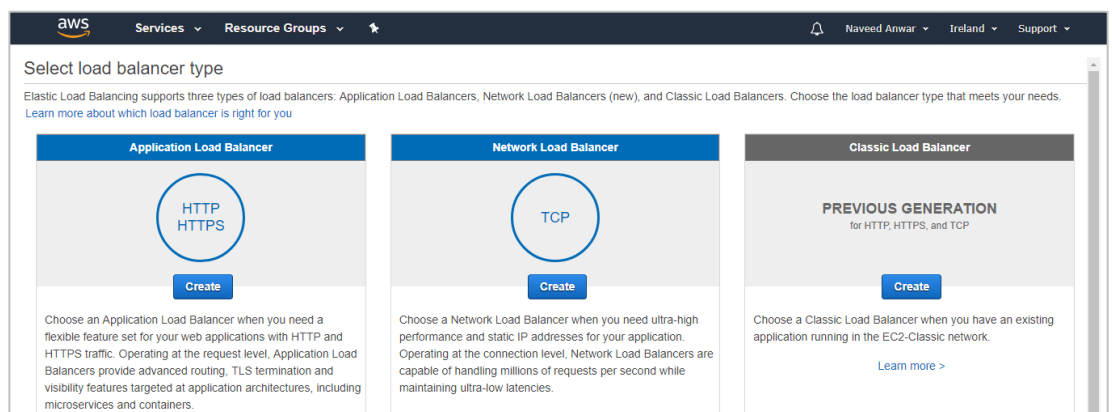 aws Services Resource Groups Naveed Anwar Ireland Support
Select load balancer type
Elastic Load Balancing supports three types of load balancers: Application Load Balancers, Network Load Balancers (new), and Classic Load Balancers. Choose the load balancer type that meets your needs.
Learn more about which load balancer is right for you
Application Load Balancer
HTTP
HTTPS
Create
Choose an Application Load Balancer when you need a
flexible feature set for your web applications with HTTP and
HTTPS traffic. Operating at the request level, Application Load
Balancers provide advanced routing, TLS termination and
visibility features targeted at application architectures, including
microservices and containers.
Network Load Balancer
TCP
Create
Choose a Network Load Balancer when you need ultra-high
performance and static IP addresses for your application.
Operating at the connection level, Network Load Balancers are
capable of handling millions of requests per second while
maintaining ultra-low latencies.
Classic Load Balancer
PREVIOUS GENERATION
for HTTP, HTTPS, and TCP
Create
Choose a Classic Load Balancer when you have an existing
application running in the EC2-Classic network.
Learn more >